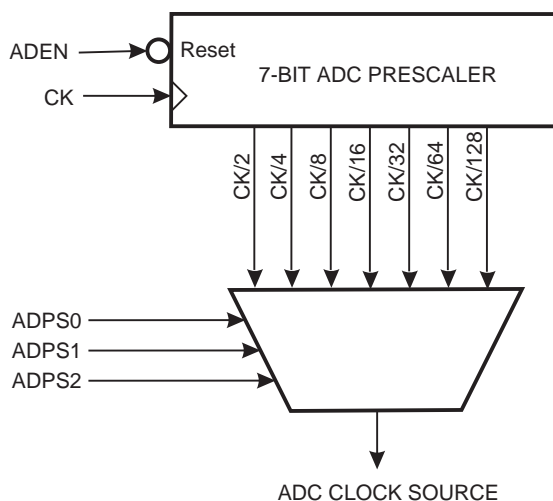 ADEN
Reset
7-BIT ADC PRESCALER
CK
CK/2
CK/4
CK/8
CK/16
CK/32
CK/64
CK/128
ADPS0
ADPS1
ADPS2
ADC CLOCK SOURCE